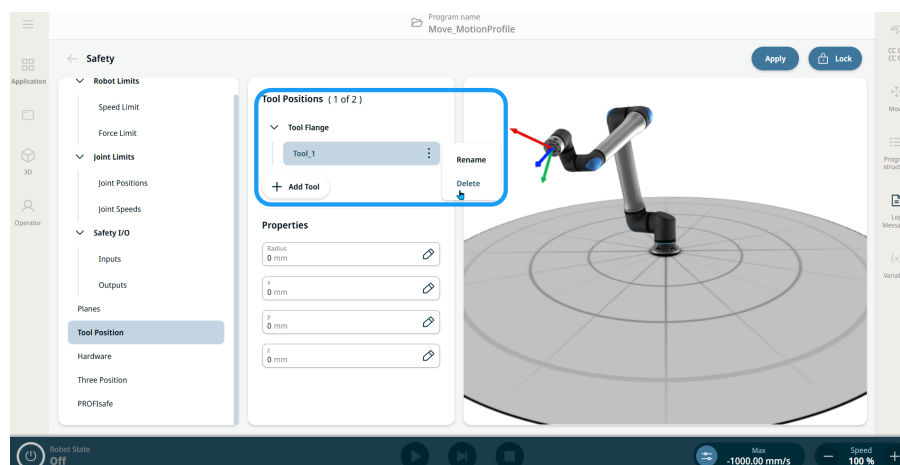 Program name
Move_MotionProfile
Safety
Apply
Lock
Application
3D
Operator
Robot Limits
Speed Limit
Force Limit
Joint Limits
Joint Positions
Joint Speeds
Safety I/O
Inputs
Outputs
Planes
Tool Position
Hardware
Three Position
PROFIsafe
Tool Positions ( 1 of 2 )
Tool Flange
Tool_1
Rename
Delete
+ Add Tool
Properties
Radius
0 mm
x
0 mm
y
0 mm
z
0 mm
Robot State
Off
Max
-1000.00 mm/s
Speed
100 %